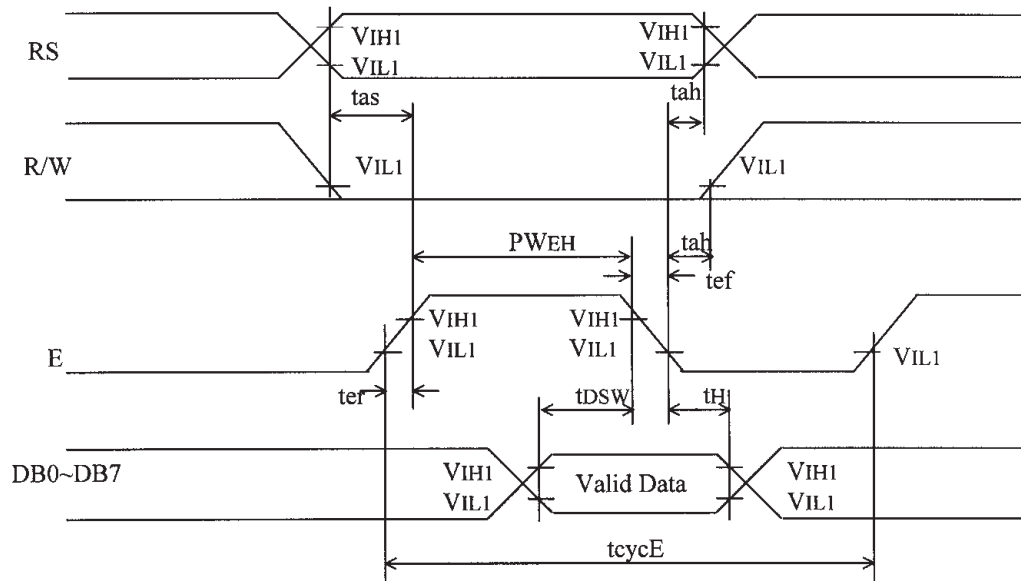 RS
VIH1
VIL1
VIH1
VIL1
tas
tah
R/W
VIL1
VIL1
PWEH
tah
tef
E
VIH1
VIL1
VIH1
VIL1
VIL1
ter
tDSW
tH
DB0~DB7
VIH1
VIL1
Valid Data
VIH1
VIL1
tcycE